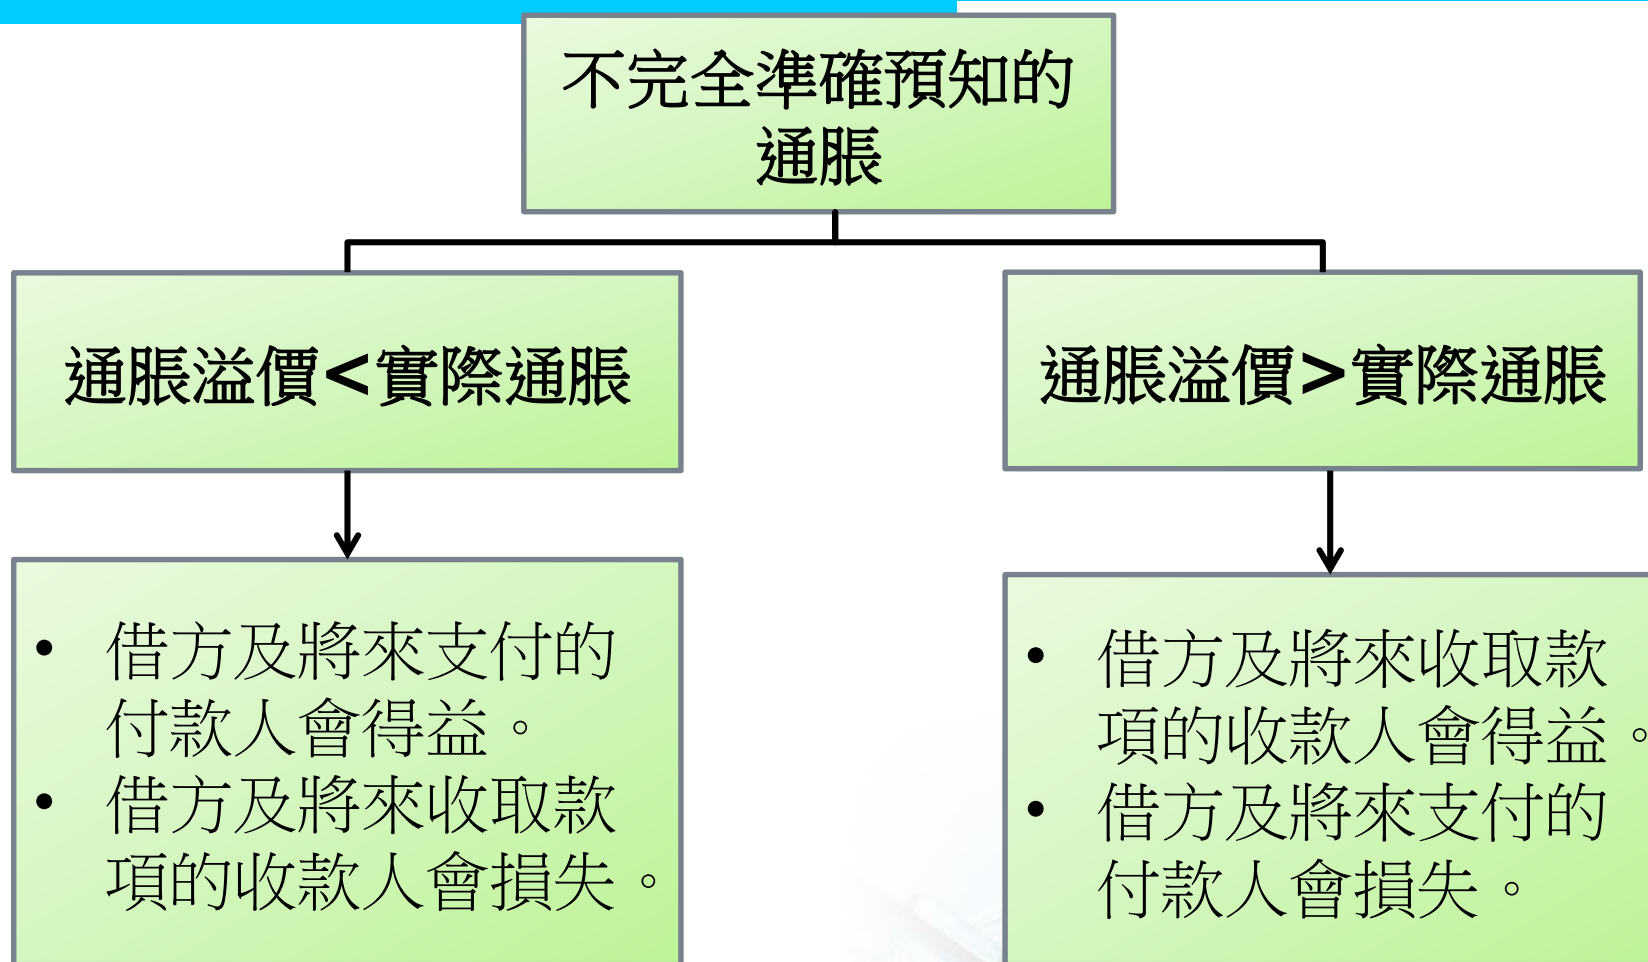 不完全準確預知的
通脹
通脹溢價<實際通脹
通脹溢價>實際通脹
• 借方及將來支付的
付款人會得益。
• 借方及將來收取款
項的收款人會損失。
• 借方及將來收取款
項的收款人會得益。
• 借方及將來支付的
付款人會損失。